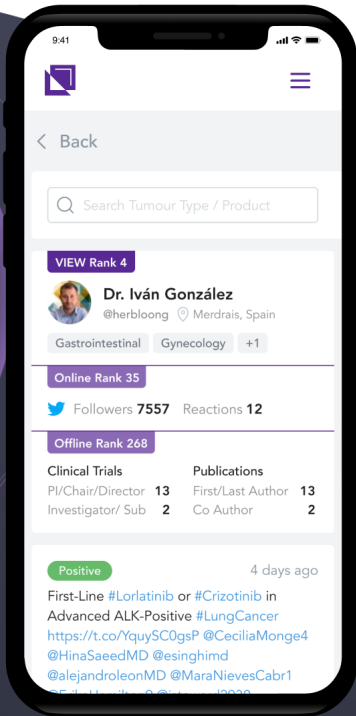 9:41
Back
Search Tumour Type / Product
VIEW Rank 4
Dr. Iván González
@herbloong Merdrais, Spain
Gastrointestinal Gynecology +1
Online Rank 35
Followers 7557 Reactions 12
Offline Rank 268
Clinical Trials Publications
PI/Chair/Director 13 First/Last Author 13
Investigator/ Sub 2 Co Author 2
Positive 4 days ago
First-Line #Lorlatinib or #Crizotinib in
Advanced ALK-Positive #LungCancer
https://t.co/YquySC0gsP @CeciliaMonge4
@HinaSaeedMD @esinghimd
@alejandroleonMD @MaraNievesCabr1